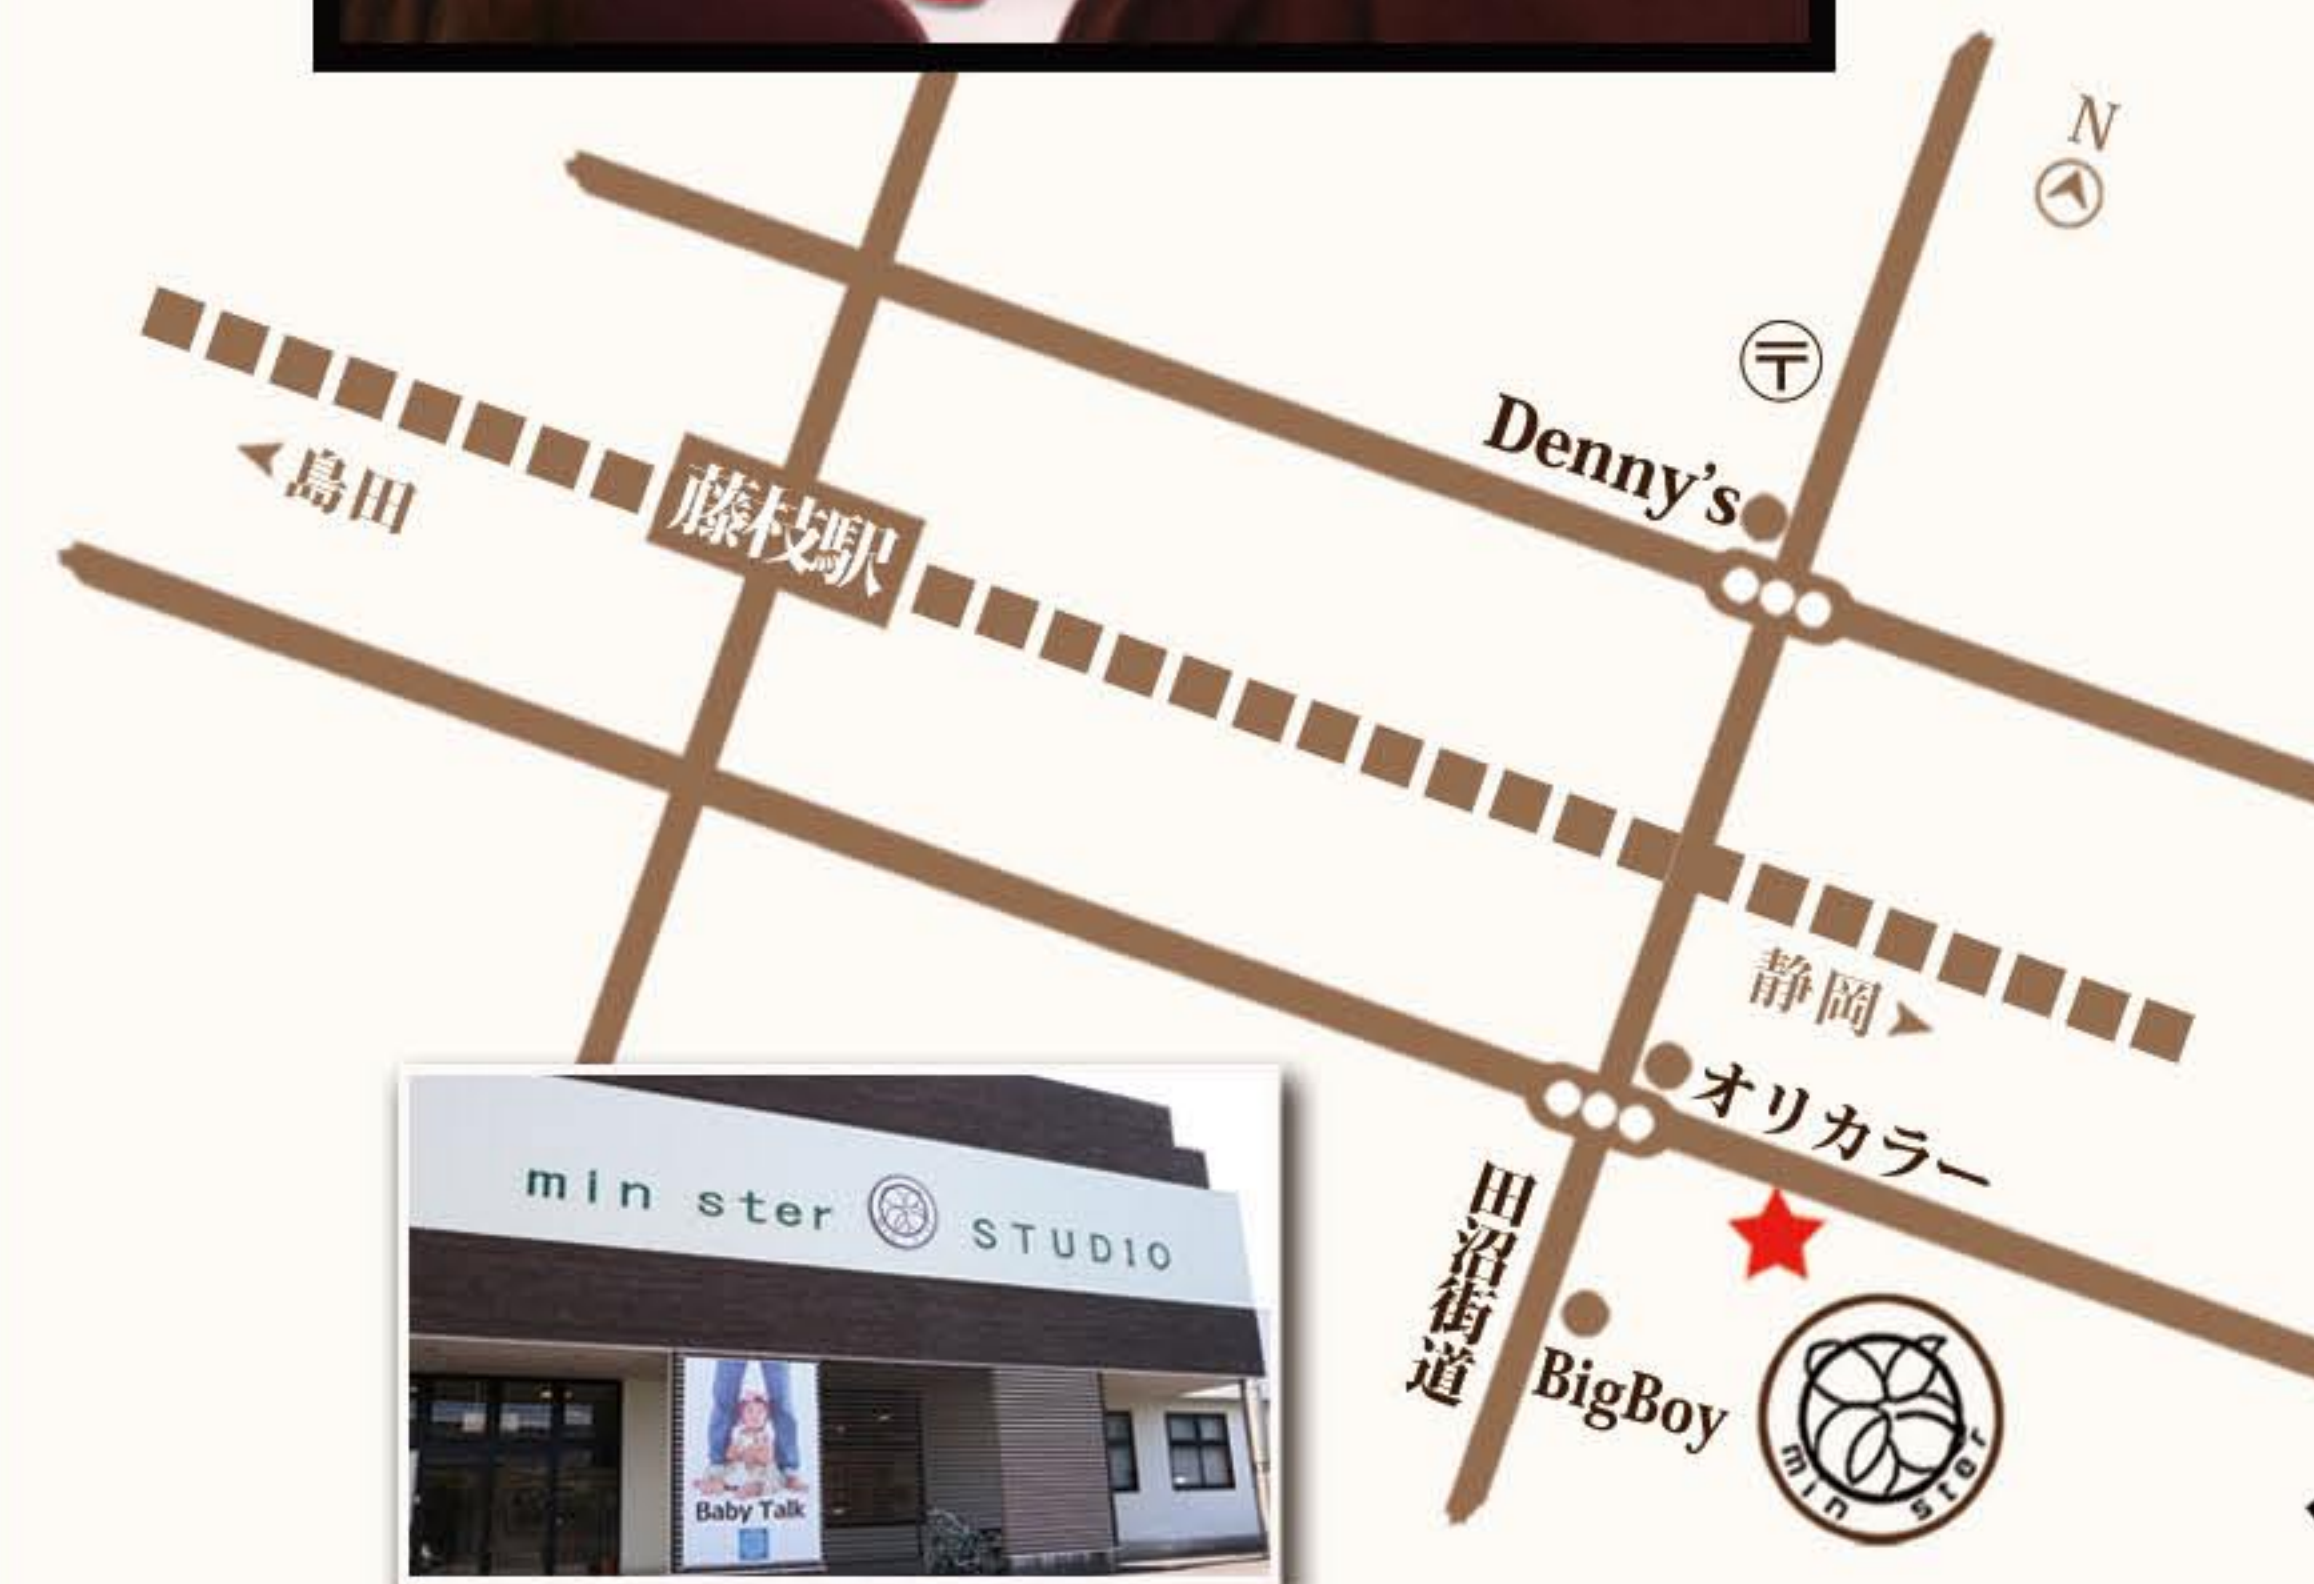 N
〒
Denny's
島田
藤枝駅
静岡
オリカラー
田沼街道
BigBoy
min ster
min ster STUDIO
Baby Talk